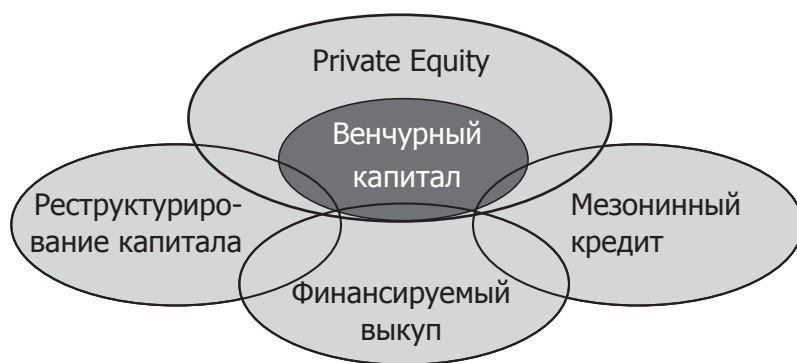 Private Equity
Венчурный
капитал
Реструктуриро-
вание капитала
Мезонинный
кредит
Финансируемый
выкуп